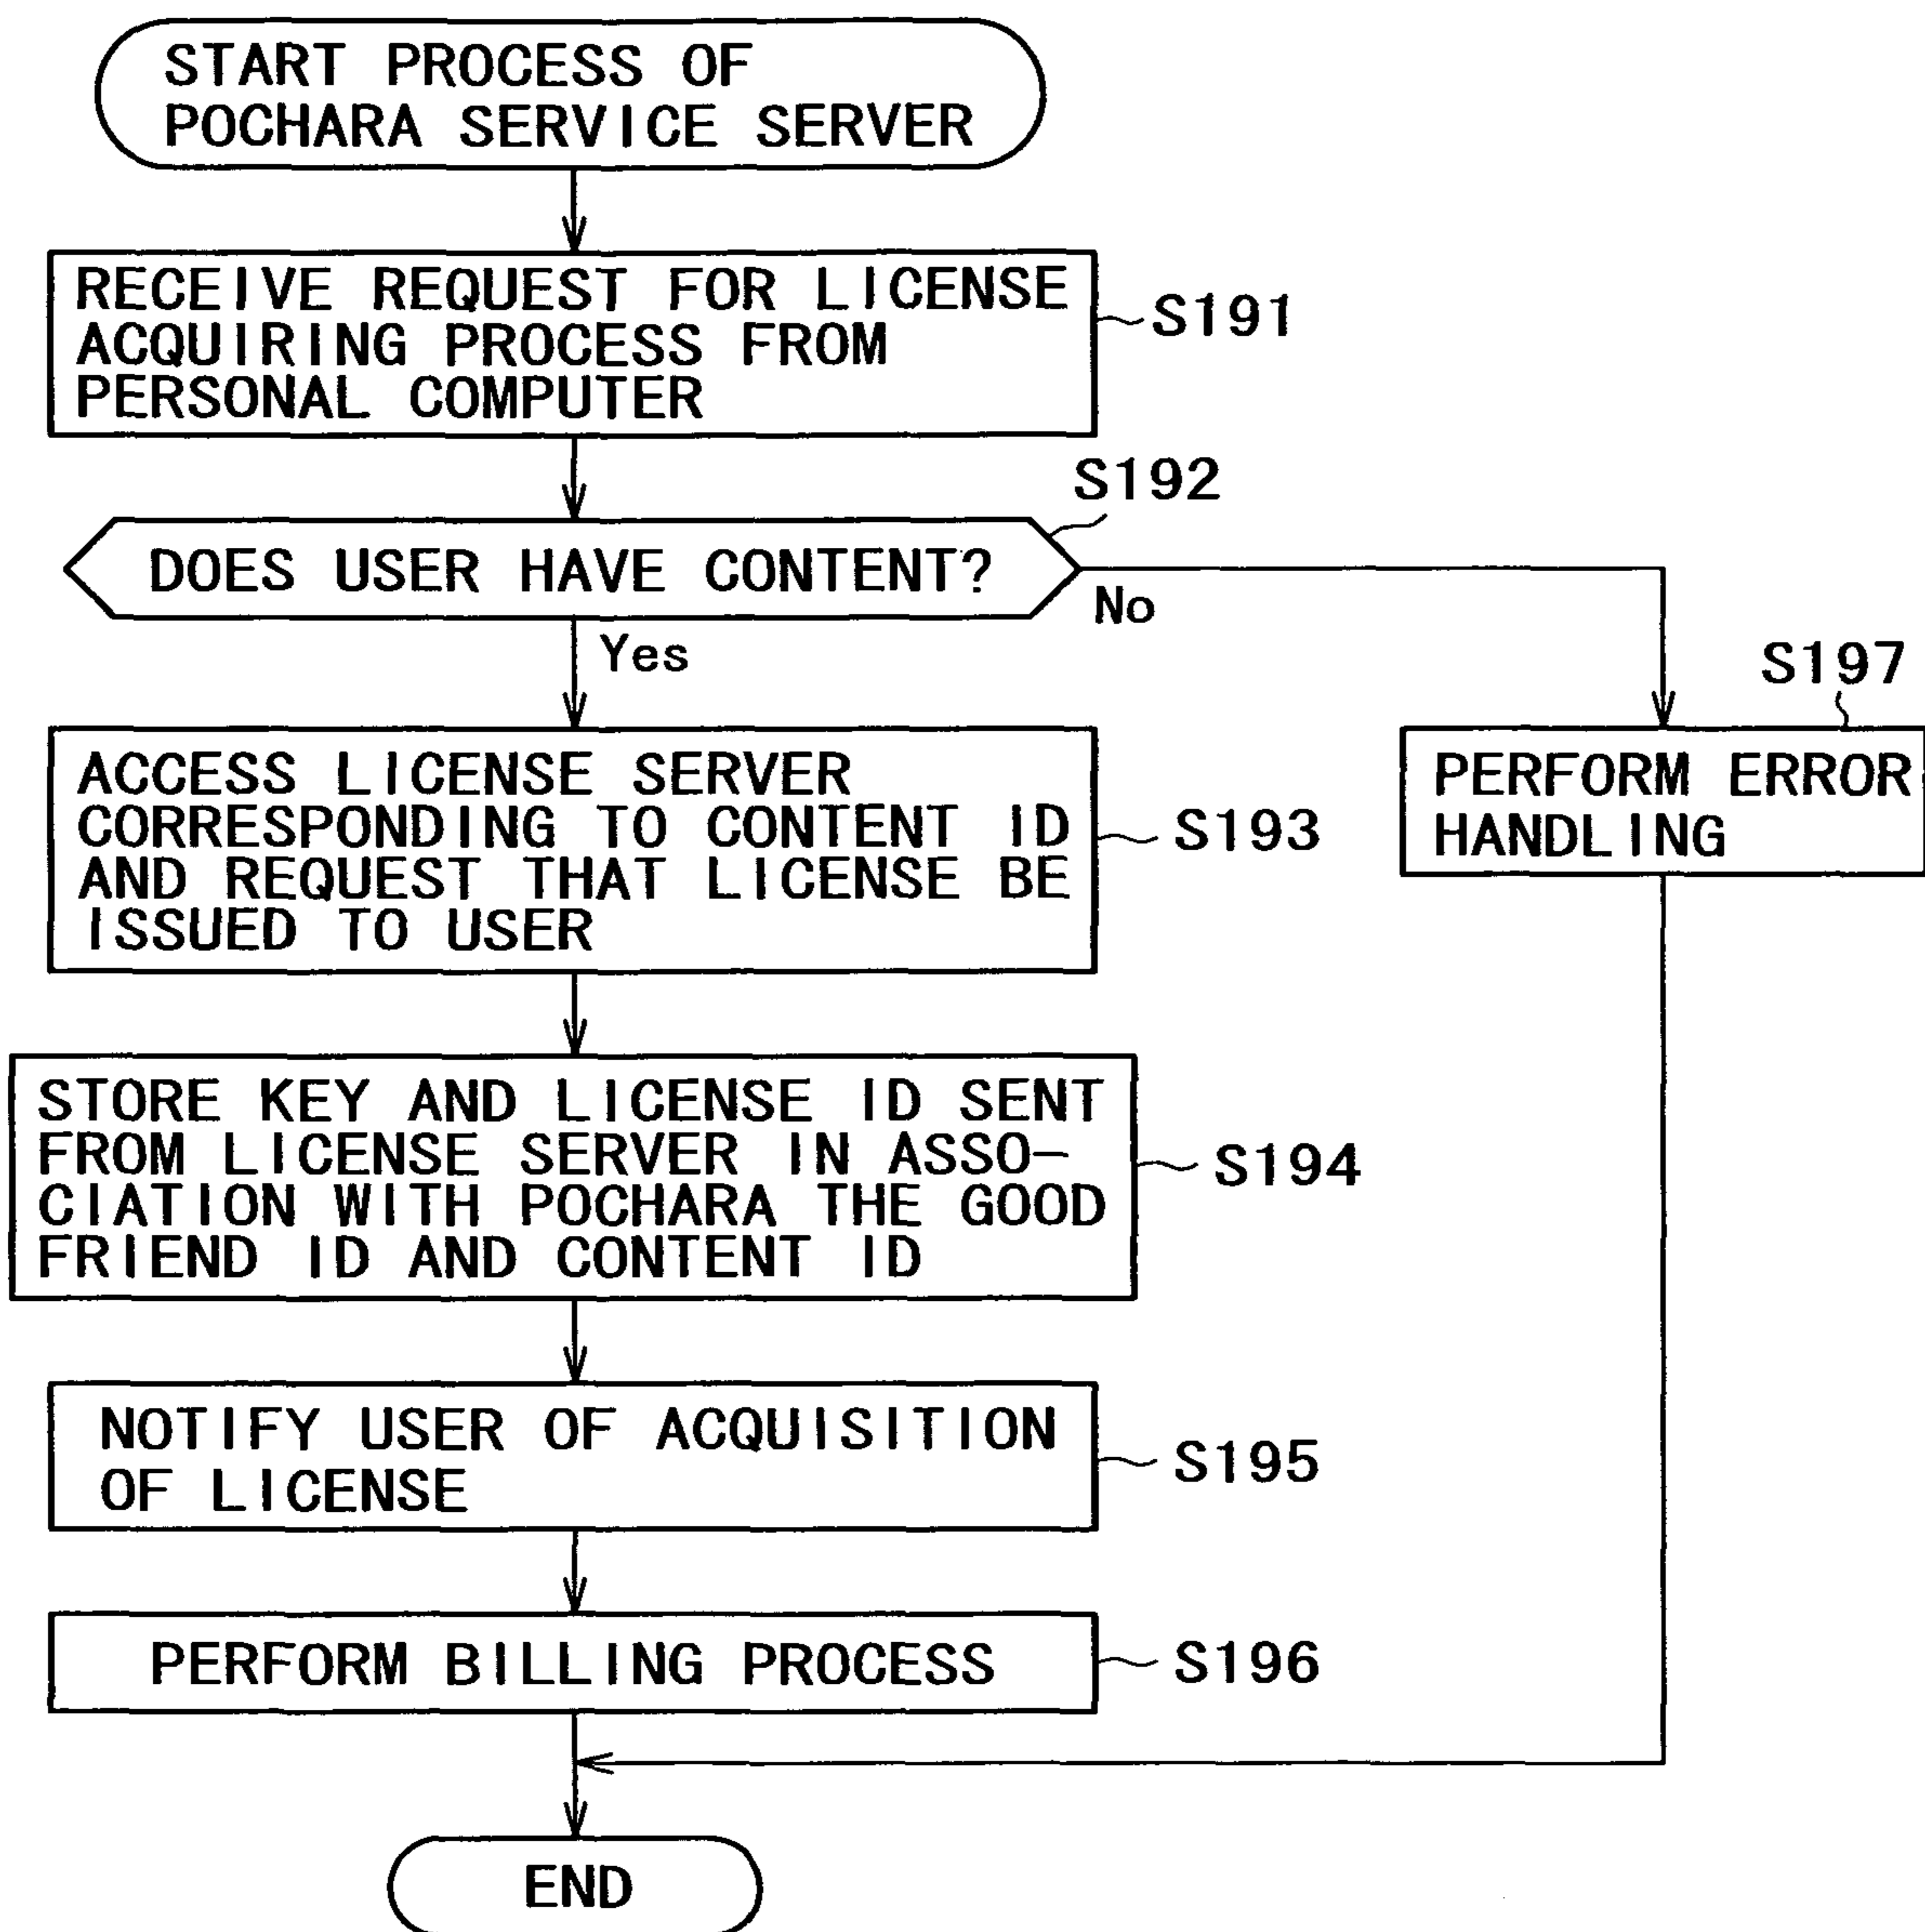 START PROCESS OF
POCHARA SERVICE SERVER
RECEIVE REQUEST FOR LICENSE
ACQUIRING PROCESS FROM
PERSONAL COMPUTER
S191
S192
DOES USER HAVE CONTENT?
No
Yes
S197
ACCESS LICENSE SERVER
CORRESPONDING TO CONTENT ID
AND REQUEST THAT LICENSE BE
ISSUED TO USER
S193
PERFORM ERROR
HANDLING
STORE KEY AND LICENSE ID SENT
FROM LICENSE SERVER IN ASSO-
CIATION WITH POCHARA THE GOOD
FRIEND ID AND CONTENT ID
S194
NOTIFY USER OF ACQUISITION
OF LICENSE
S195
PERFORM BILLING PROCESS
S196
END